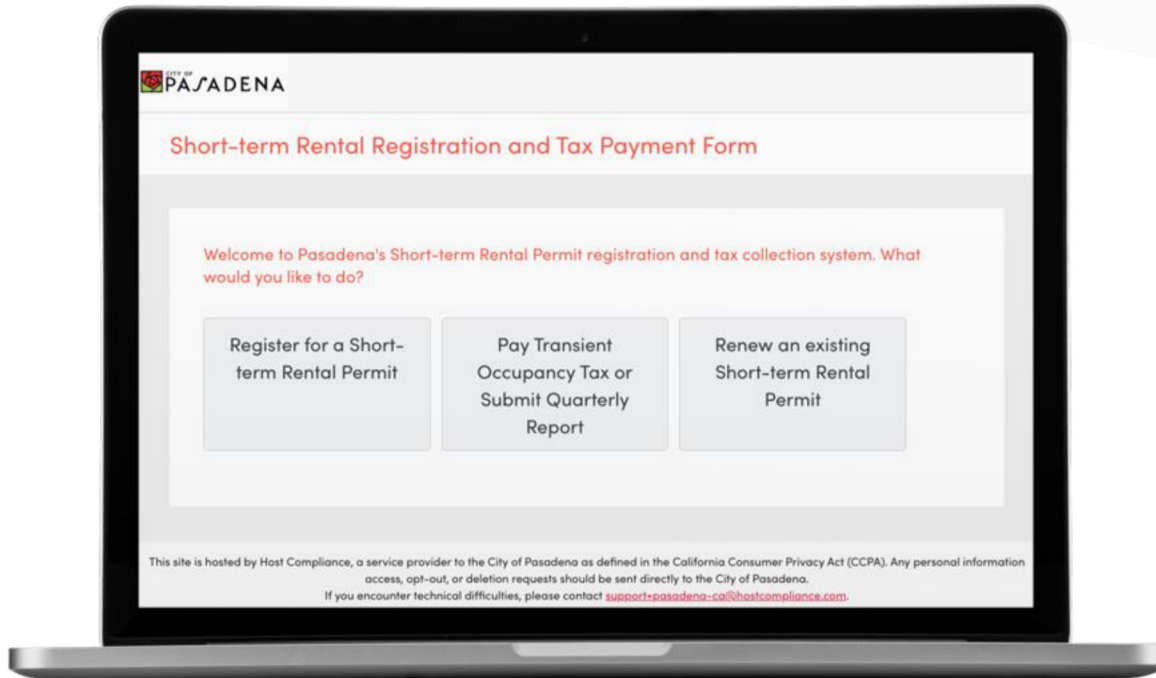 CITY OF
PASADENA
Short-term Rental Registration and Tax Payment Form
Welcome to Pasadena's Short-term Rental Permit registration and tax collection system. What
would you like to do?
Register for a Short-
term Rental Permit
Pay Transient
Occupancy Tax or
Submit Quarterly
Report
Renew an existing
Short-term Rental
Permit
This site is hosted by Host Compliance, a service provider to the City of Pasadena as defined in the California Consumer Privacy Act (CCPA). Any personal information
access, opt-out, or deletion requests should be sent directly to the City of Pasadena.
If you encounter technical difficulties, please contact support+pasadena-ca@hostcompliance.com.